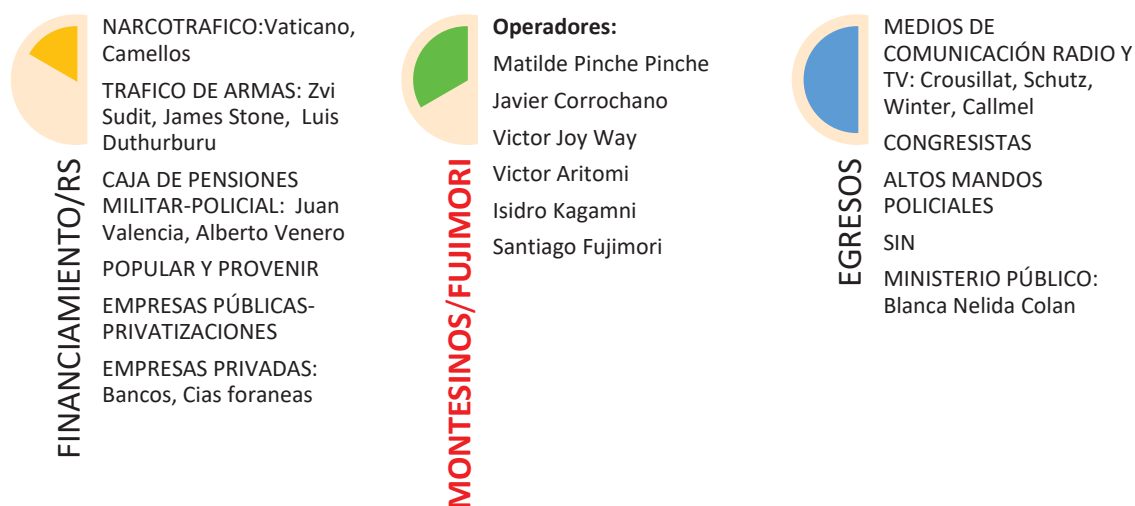 FINANCIAMIENTO/RS
NARCOTRAFICO:Vaticano,
Camellos
TRAFICO DE ARMAS: Zvi
Sudit, James Stone, Luis
Duthurburu
CAJA DE PENSIONES
MILITAR-POLICIAL: Juan
Valencia, Alberto Venero
POPULAR Y PROVENIR
EMPRESAS PÚBLICAS-
PRIVATIZACIONES
EMPRESAS PRIVADAS:
Bancos, Cias foraneas
MONTESINOS/FUJIMORI
Operadores:
Matilde Pinche Pinche
Javier Corrochano
Victor Joy Way
Victor Aritomi
Isidro Kagamni
Santiago Fujimori
EGRESOS
MEDIOS DE
COMUNICACIÓN RADIO Y
TV: Crousillat, Schutz,
Winter, Callmel
CONGRESISTAS
ALTOS MANDOS
POLICIALES
SIN
MINISTERIO PÚBLICO:
Blanca Nelida Colan